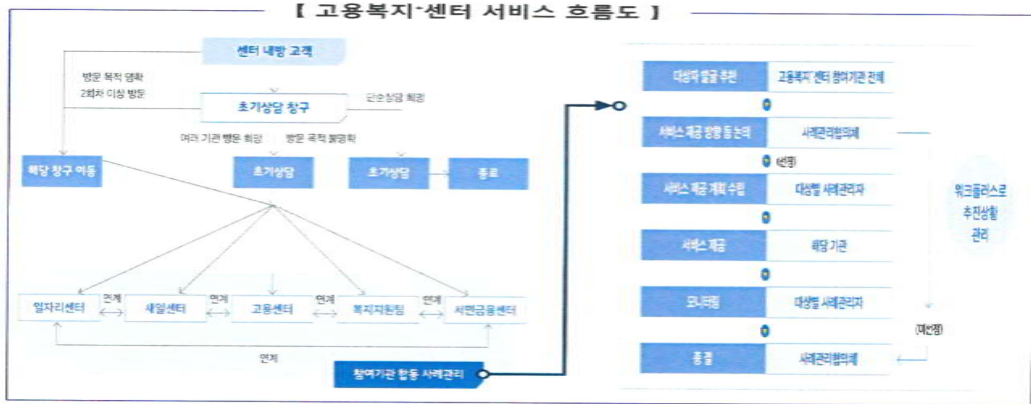 【 고용복지⁺센터 서비스 흐름도 】
센터 내방 고객
방문 목적 명확
2회차 이상 방문
초기상담 창구
단순상담 희망
여러 기관 방문 희망
방문 목적 불명확
해당 창구 이동
초기상담
초기상담
종료
일자리센터
연계
새일센터
연계
고용센터
연계
복지지원팀
연계
서민금융센터
연계
참여기관 합동 사례관리
대상자 발굴 추천
고용복지⁺센터 참여기관 전체
서비스 제공 방향 등 논의
사례관리협의체
(선정)
서비스 제공 계획 수립
대상별 사례관리자
서비스 제공
해당 기관
모니터링
대상별 사례관리자
종결
사례관리협의체
워크플러스로
추진상황
관리
(미선정)